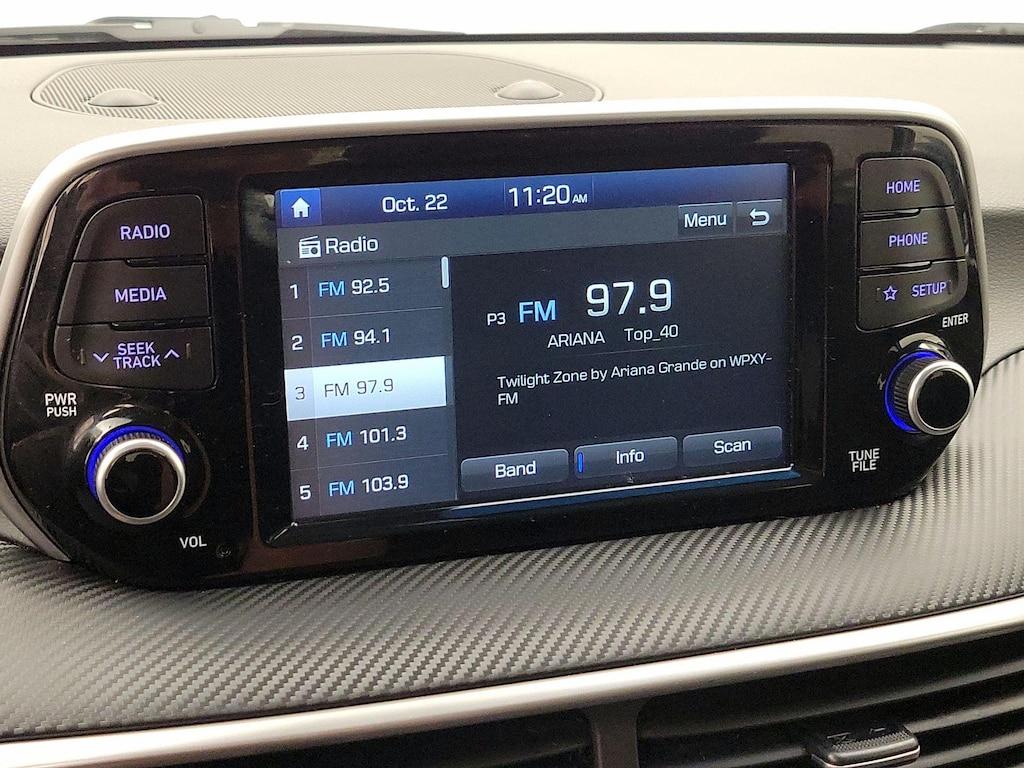 Oct. 22 11:20 AM
Radio
Menu
1 FM 92.5
2 FM 94.1
3 FM 97.9
4 FM 101.3
5 FM 103.9
P3 FM 97.9
ARIANA Top_40
Twilight Zone by Ariana Grande on WPXY-
FM
Band Info Scan
RADIO
MEDIA
SEEK
TRACK
PWR
PUSH
VOL
HOME
PHONE
SETUP
ENTER
TUNE
FILE